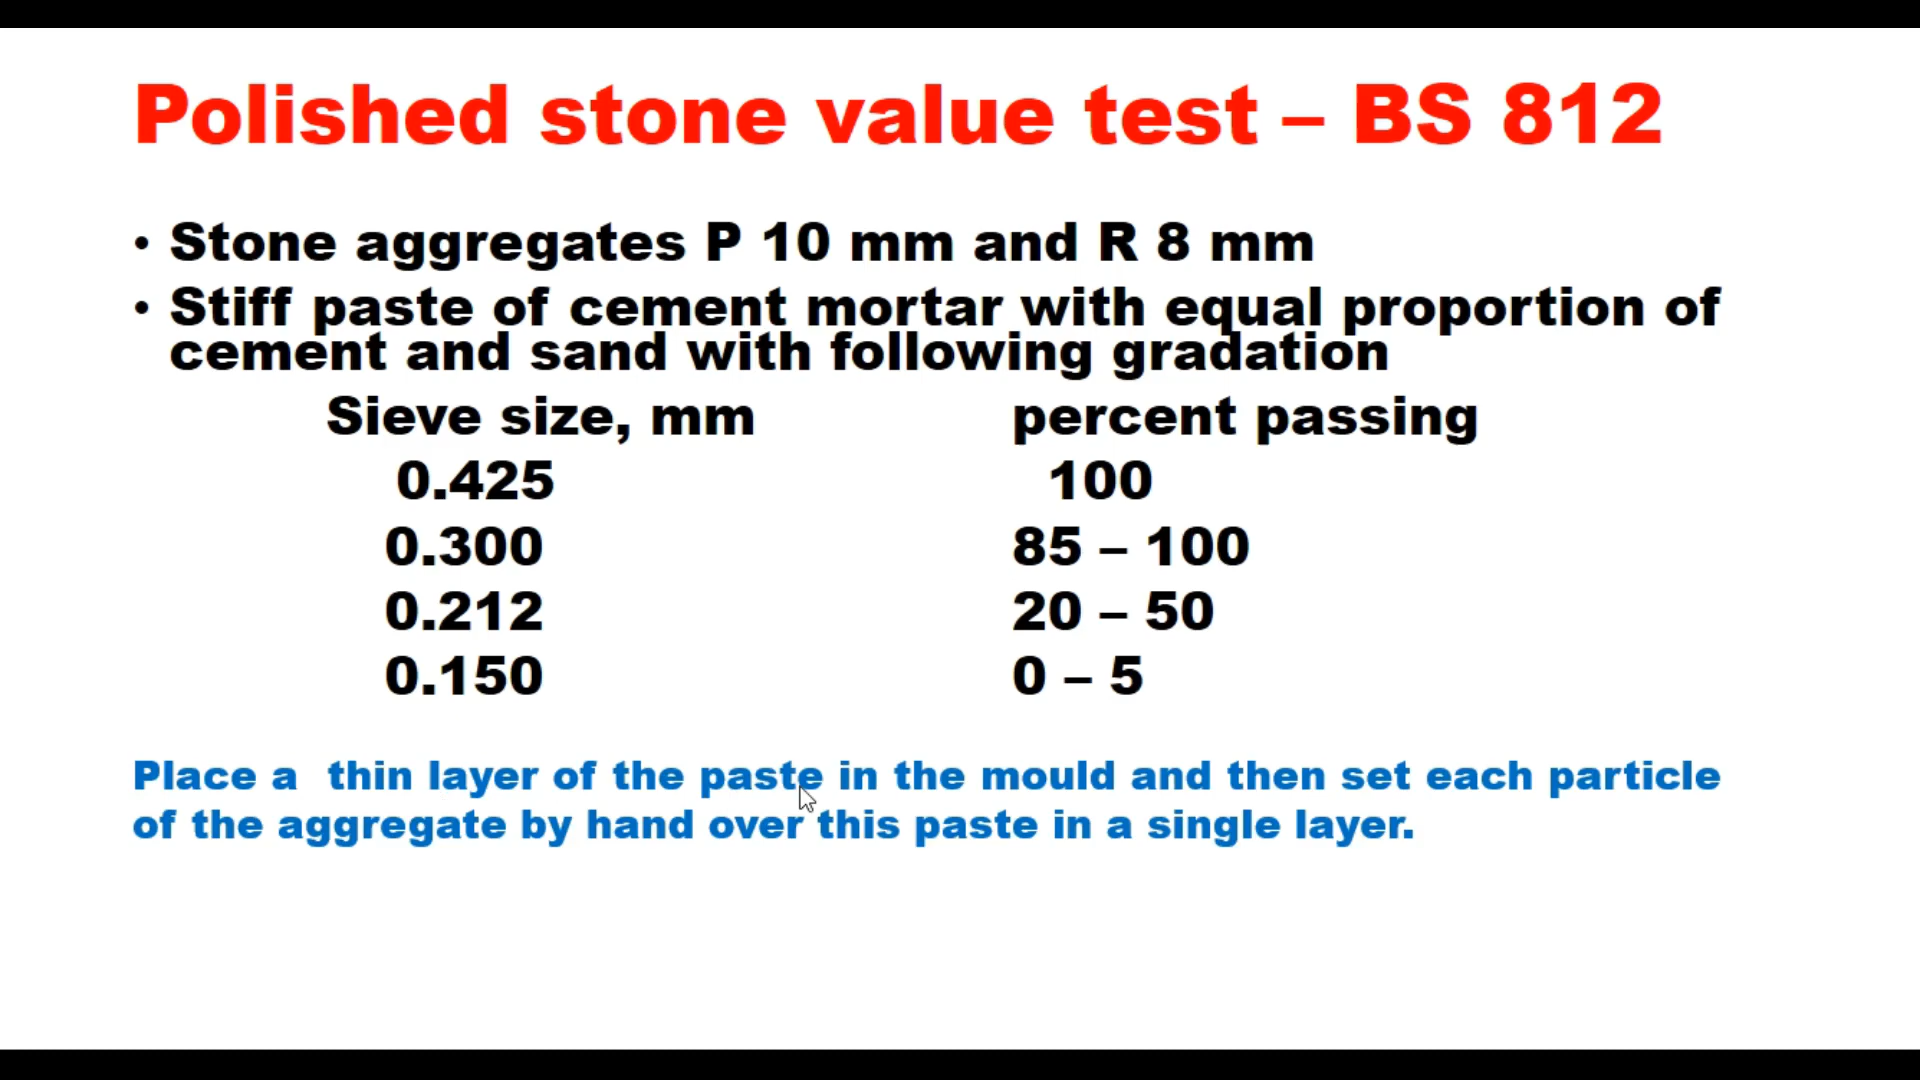 Polished stone value test – BS 812
• Stone aggregates P 10 mm and R 8 mm
• Stiff paste of cement mortar with equal proportion of
cement and sand with following gradation
Sieve size, mm percent passing
0.425 100
0.300 85 – 100
0.212 20 – 50
0.150 0 – 5
Place a thin layer of the paste in the mould and then set each particle
of the aggregate by hand over this paste in a single layer.